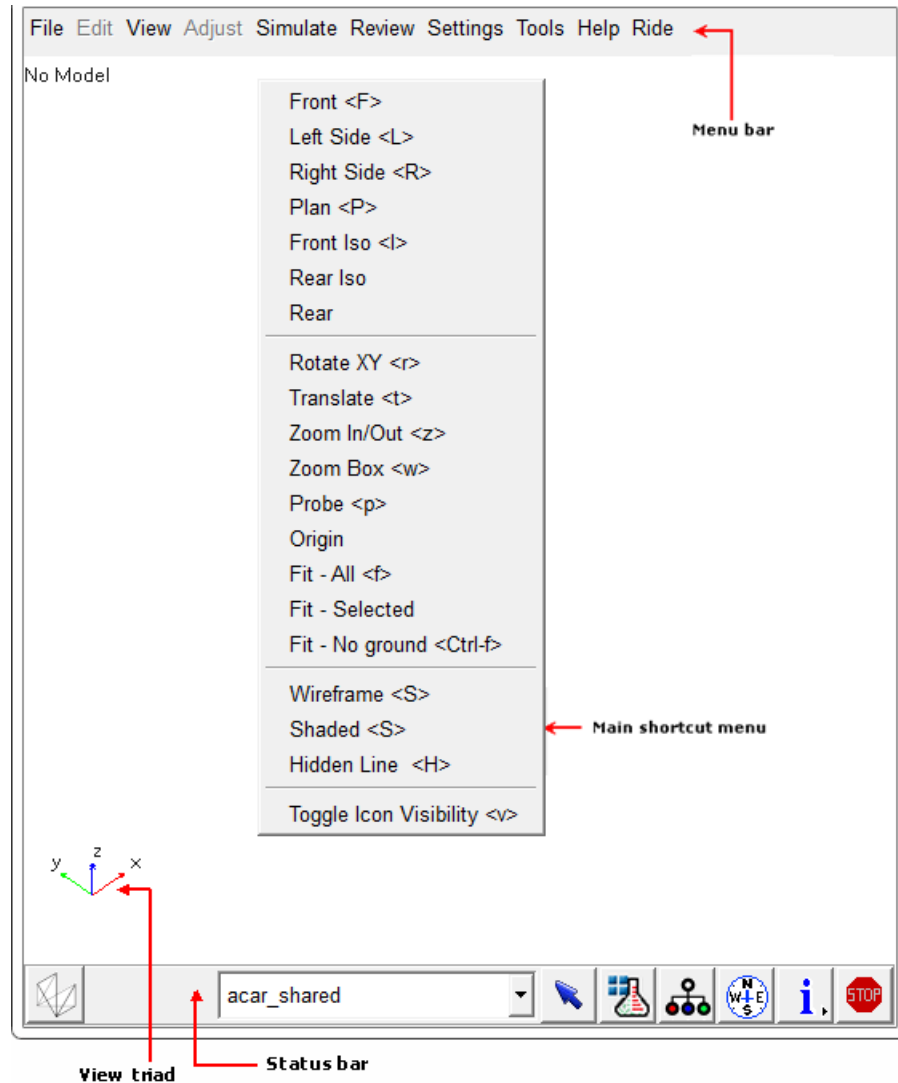 File Edit View Adjust Simulate Review Settings Tools Help Ride
No Model
Menu bar
Front <F>
Left Side <L>
Right Side <R>
Plan <P>
Front Iso <I>
Rear Iso
Rear
Rotate XY <r>
Translate <t>
Zoom In/Out <z>
Zoom Box <w>
Probe <p>
Origin
Fit - All <f>
Fit - Selected
Fit - No ground <Ctrl-f>
Wireframe <S>
Shaded <S>
Main shortcut menu
Hidden Line <H>
Toggle Icon Visibility <v>
y z x
acar_shared
N
W E
S
i
STOP
Status bar
View triad